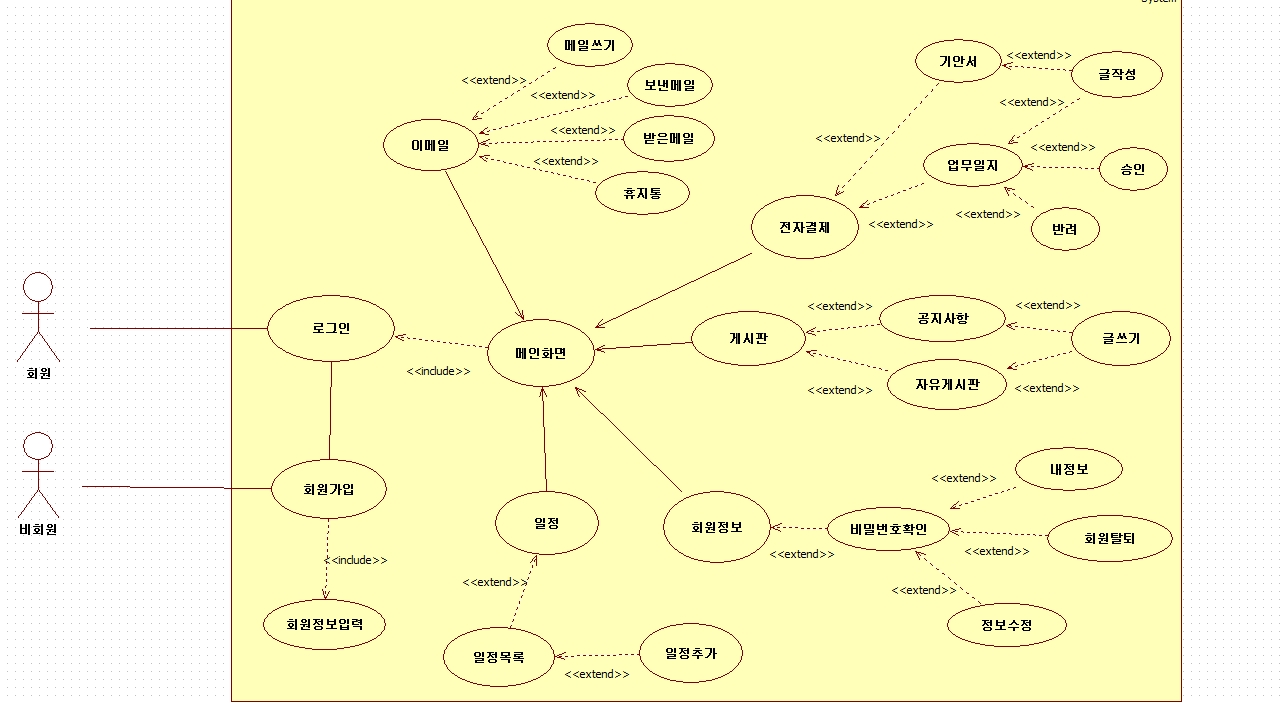 System
메일쓰기
<<extend>>
보낸메일
<<extend>>
이메일
<<extend>>
받은메일
<<extend>>
휴지통
기안서
<<extend>>
글작성
<<extend>>
<<extend>>
업무일지
<<extend>>
승인
<<extend>>
반려
전자결제
<<extend>>
회원
로그인
<<include>>
메인화면
게시판
<<extend>>
공지사항
<<extend>>
글쓰기
<<extend>>
자유게시판
<<extend>>
비회원
회원가입
<<include>>
회원정보입력
일정
<<extend>>
일정목록
<<extend>>
일정추가
회원정보
<<extend>>
비밀번호확인
<<extend>>
내정보
<<extend>>
회원탈퇴
<<extend>>
정보수정